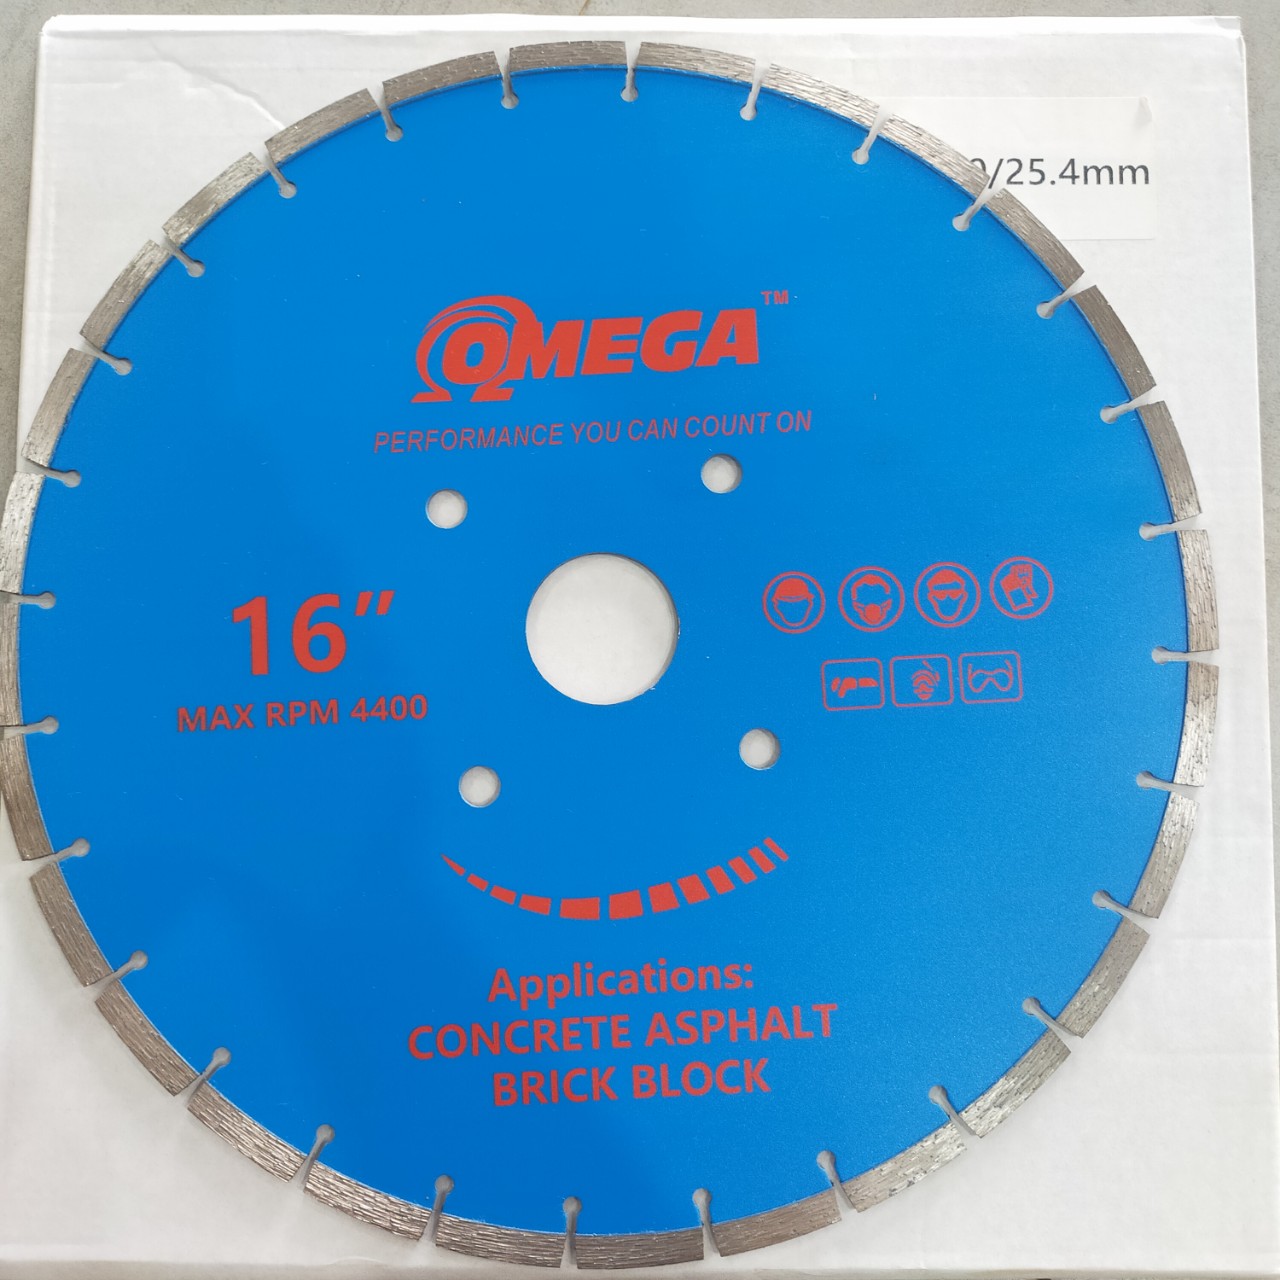 /25.4mm
OMEGA™
PERFORMANCE YOU CAN COUNT ON
16”
MAX RPM 4400
Applications:
CONCRETE ASPHALT
BRICK BLOCK